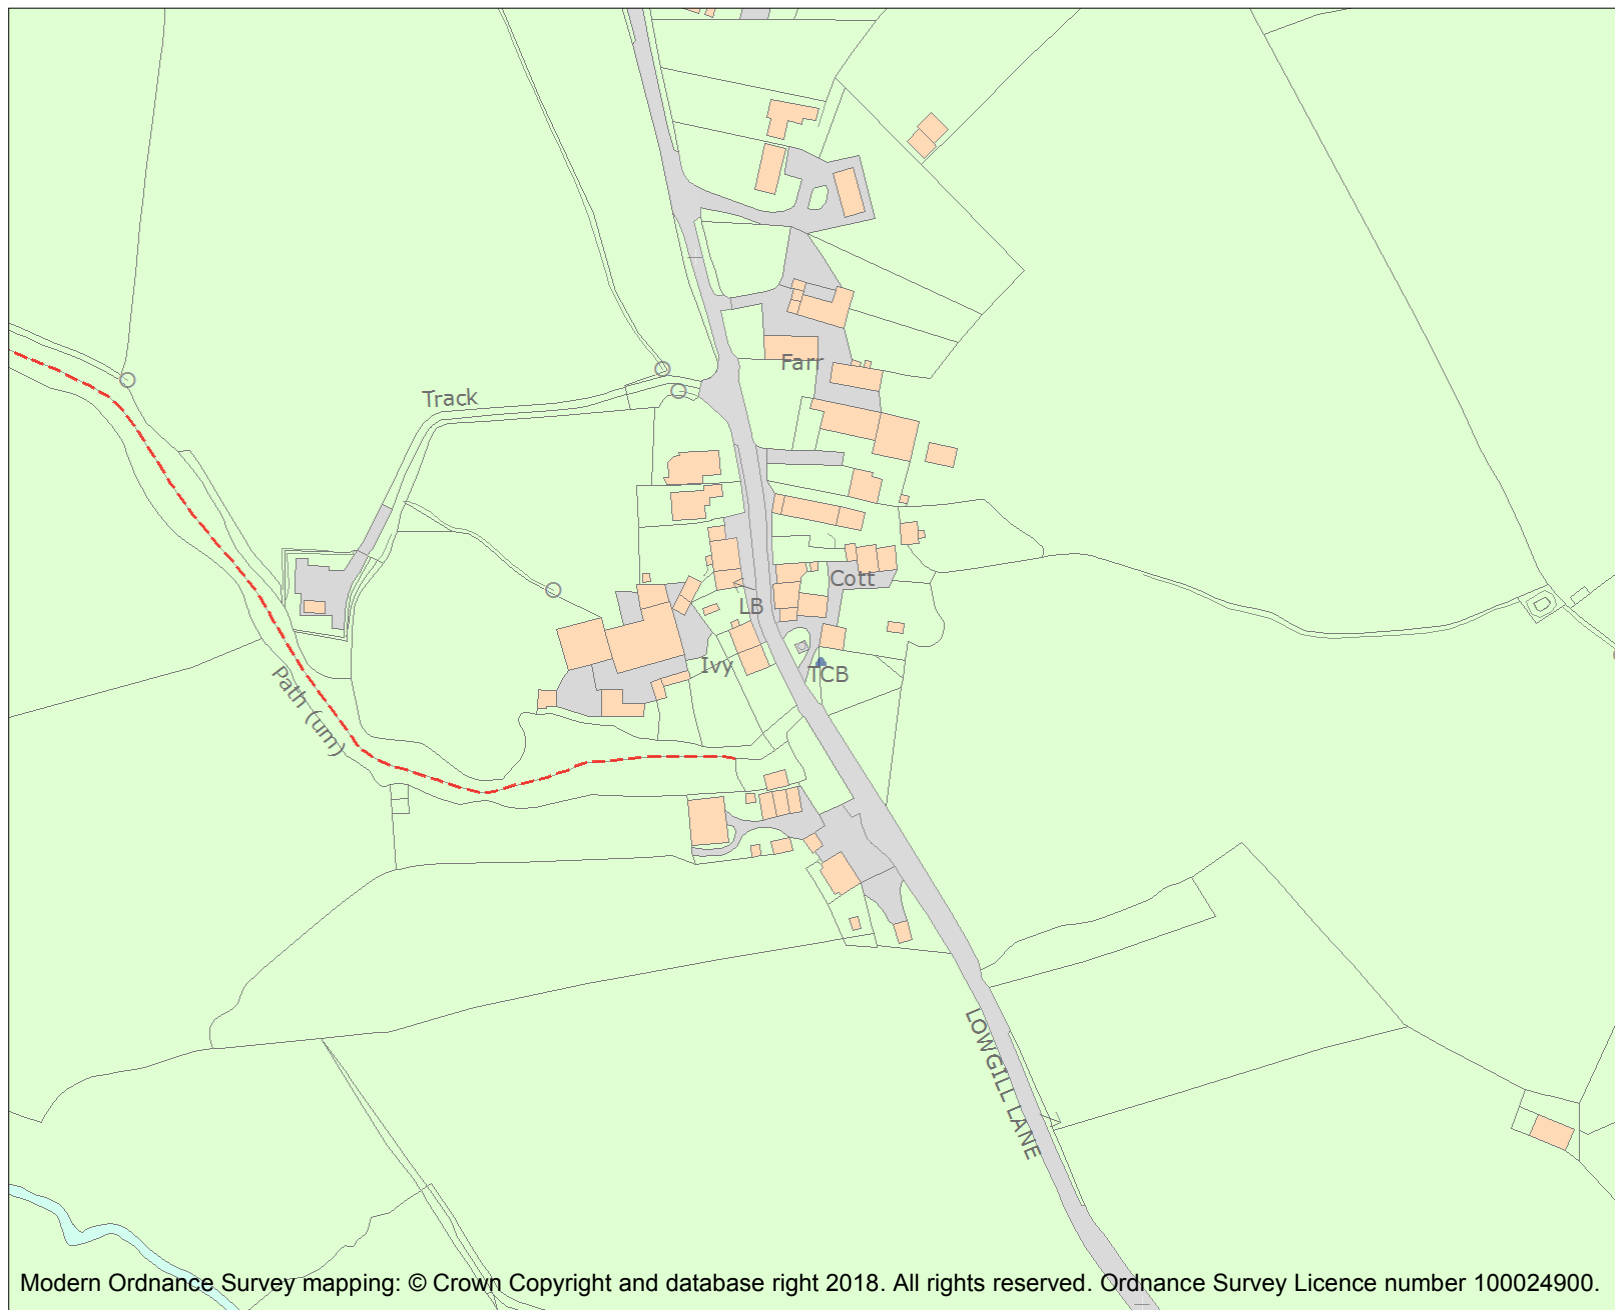 Farr
Track
Cott
LB
Ivy
TCB
Path (um)
LOWGILL LANE
Modern Ordnance Survey mapping: © Crown Copyright and database right 2018. All rights reserved. Ordnance Survey Licence number 100024900.